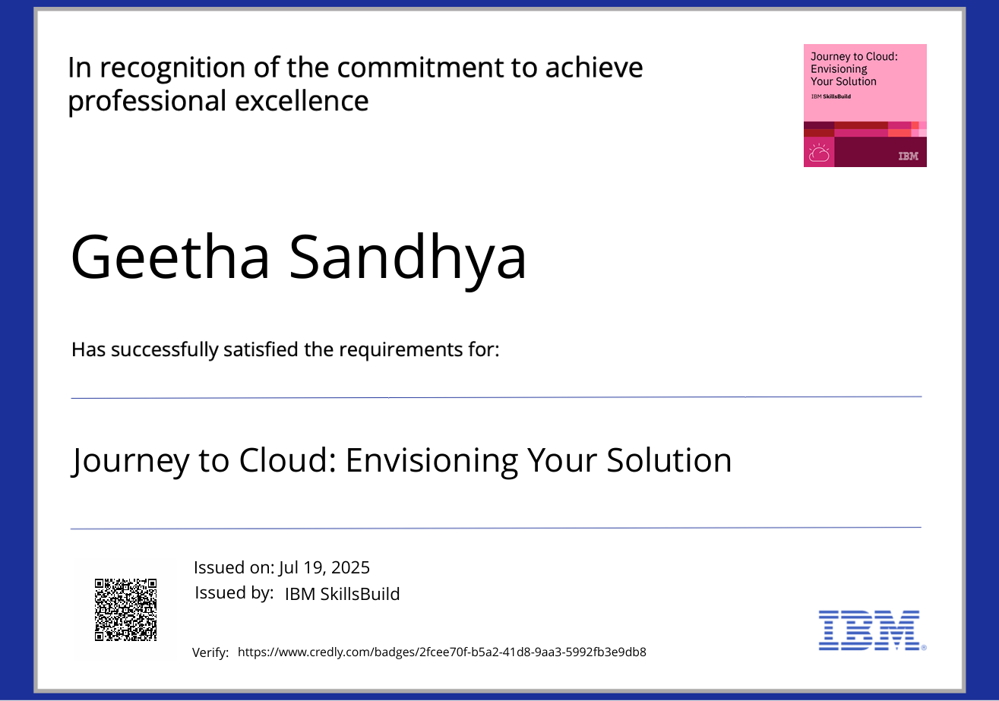 In recognition of the commitment to achieve
professional excellence
Journey to Cloud:
Envisioning
Your Solution
IBM SkillsBuild
IBM
Geetha Sandhya
Has successfully satisfied the requirements for:
Journey to Cloud: Envisioning Your Solution
Issued on: Jul 19, 2025
Issued by: IBM SkillsBuild
IBM®
Verify: https://www.credly.com/badges/2fcee70f-b5a2-41d8-9aa3-5992fb3e9db8